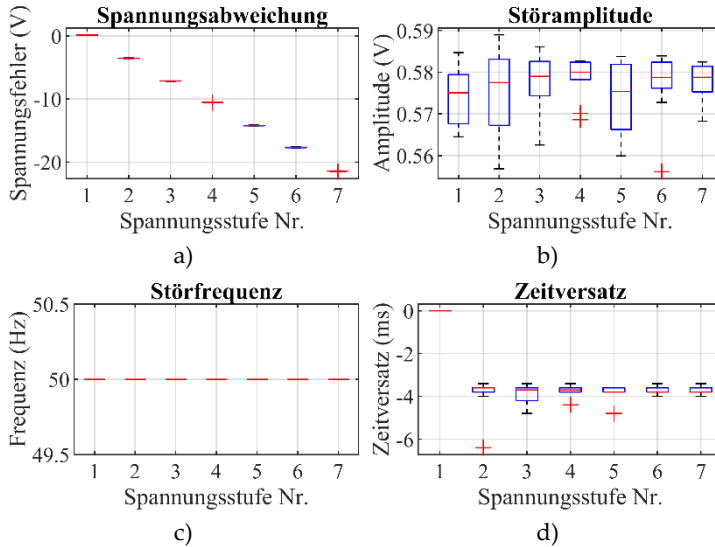 Spannungsabweichung
Spannungsfehler (V)
0
-10
-20
1 2 3 4 5 6 7
Spannungsstufe Nr.
a)
Störamplitude
Amplitude (V)
0.59
0.58
0.57
0.56
1 2 3 4 5 6 7
Spannungsstufe Nr.
b)
Störfrequenz
Frequenz (Hz)
50.5
50
49.5
1 2 3 4 5 6 7
Spannungsstufe Nr.
c)
Zeitversatz
Zeitversatz (ms)
0
-2
-4
-6
1 2 3 4 5 6 7
Spannungsstufe Nr.
d)